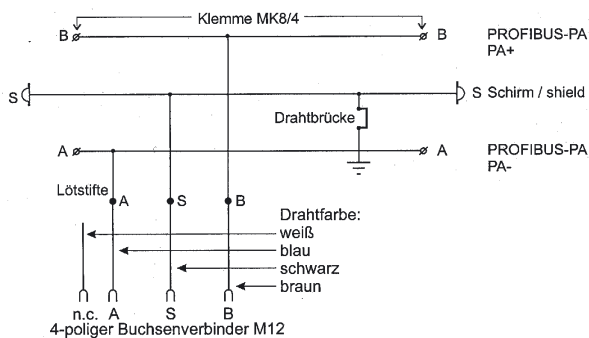 Klemme MK8/4
B B PROFIBUS-PA
PA+
S S Schirm / shield
Drahtbrücke
A A PROFIBUS-PA
PA-
Lötstifte
A S B
Drahtfarbe:
weiß
blau
schwarz
braun
n.c. A S B
4-poliger Buchsenverbinder M12